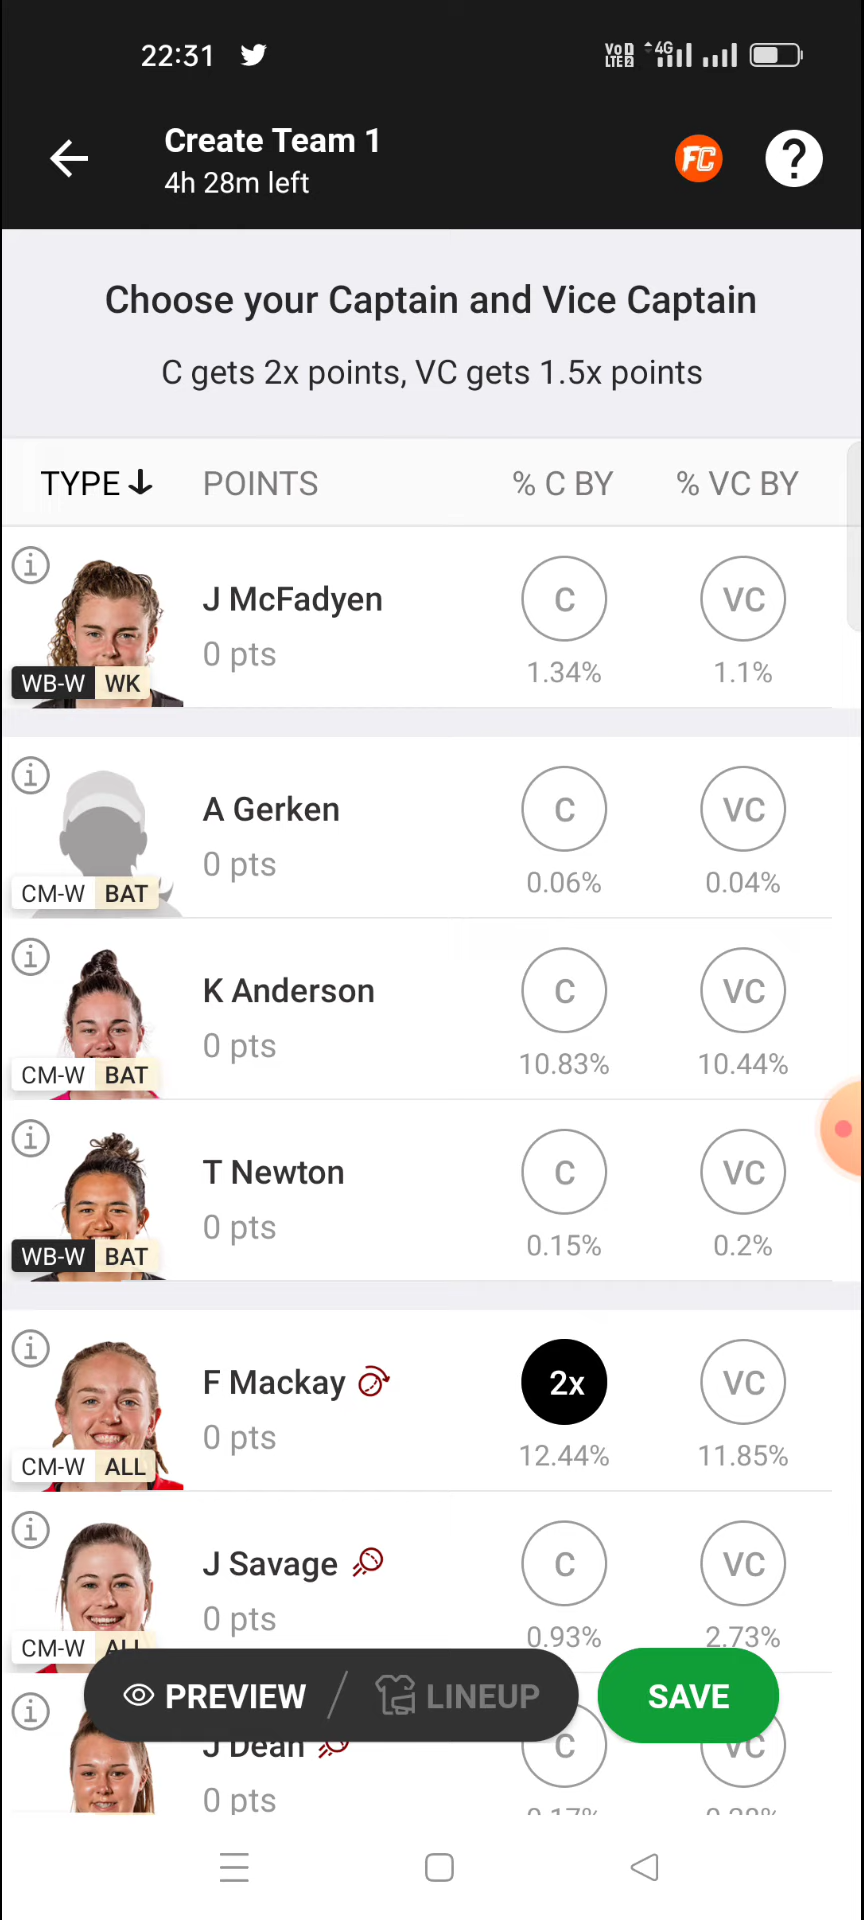 22:31 VoD LTE2 4G
Create Team 1
4h 28m left
FC ?
Choose your Captain and Vice Captain
C gets 2x points, VC gets 1.5x points
TYPE POINTS % C BY % VC BY
J McFadyen C VC
0 pts 1.34% 1.1%
WB-W WK
A Gerken C VC
0 pts 0.06% 0.04%
CM-W BAT
K Anderson C VC
0 pts 10.83% 10.44%
CM-W BAT
T Newton C VC
0 pts 0.15% 0.2%
WB-W BAT
F Mackay 2x VC
0 pts 12.44% 11.85%
CM-W ALL
J Savage C VC
0 pts 0.93% 2.73%
CM-W ALL
PREVIEW / LINEUP SAVE
J Dean C VC
0 pts